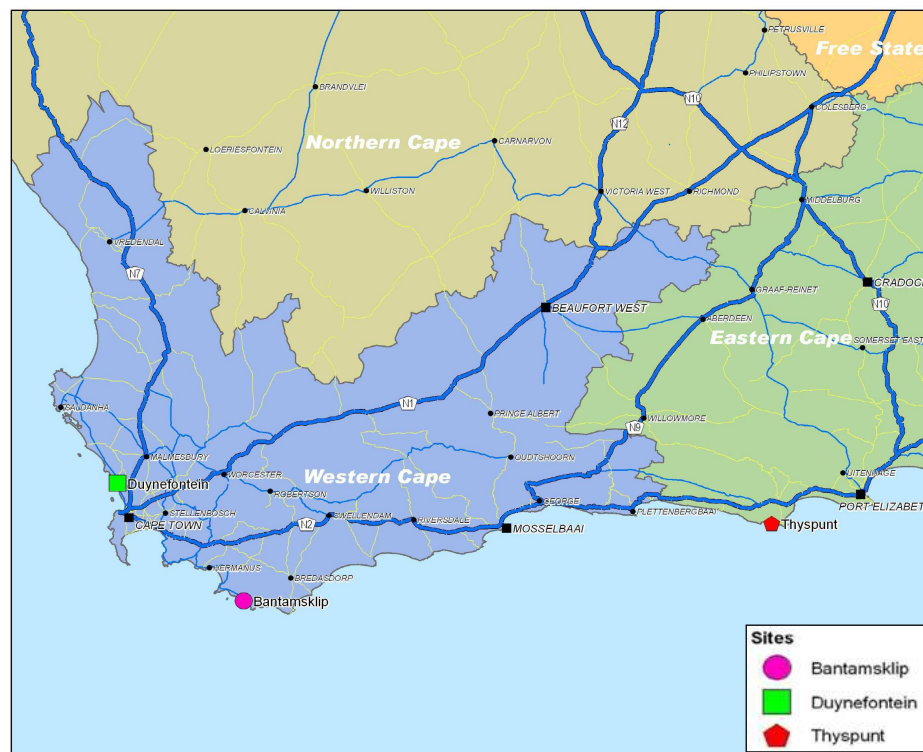 PETRUSVILLE
Free State
PHILIPSTOWN
BRANDVLEI
N10
COLESBERG
N12
Northern Cape
CARNARVON
LOERIESFONTEIN
WILLISTON
VICTORIA WEST
RICHMOND
MIDDELBURG
CALVINIA
VREDENDAL
N7
CRADOCK
GRAAF-REINET
N10
BEAUFORT WEST
ABERDEEN
Eastern Cape
SOMERSET EAST
SALDANHA
N1
PRINCE ALBERT
WILLOWMORE
N9
MALMESBURY
OUDTSHOORN
Western Cape
WORCESTER
UITENHAGE
Duynefontein
ROBERTSON
GEORGE
PORT ELIZABET
STELLENBOSCH
SWELLENDAM
RIVERSDALE
PLETTENBERGBAAI
CAPE TOWN
N2
MOSSELBAAI
Thyspunt
HERMANUS
BREDASDORP
Bantamsklip
Sites
Bantamsklip
Duynefontein
Thyspunt